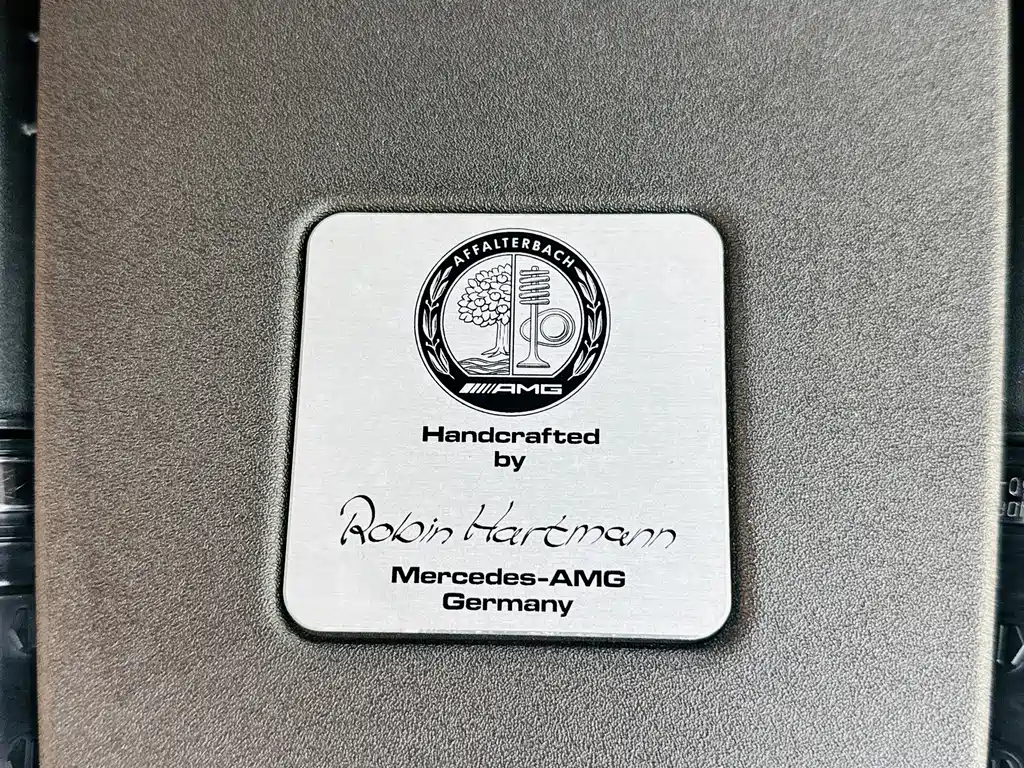 AFFALTERBACH
AMG
Handcrafted
by
Robin Hartmann
Mercedes-AMG
Germany